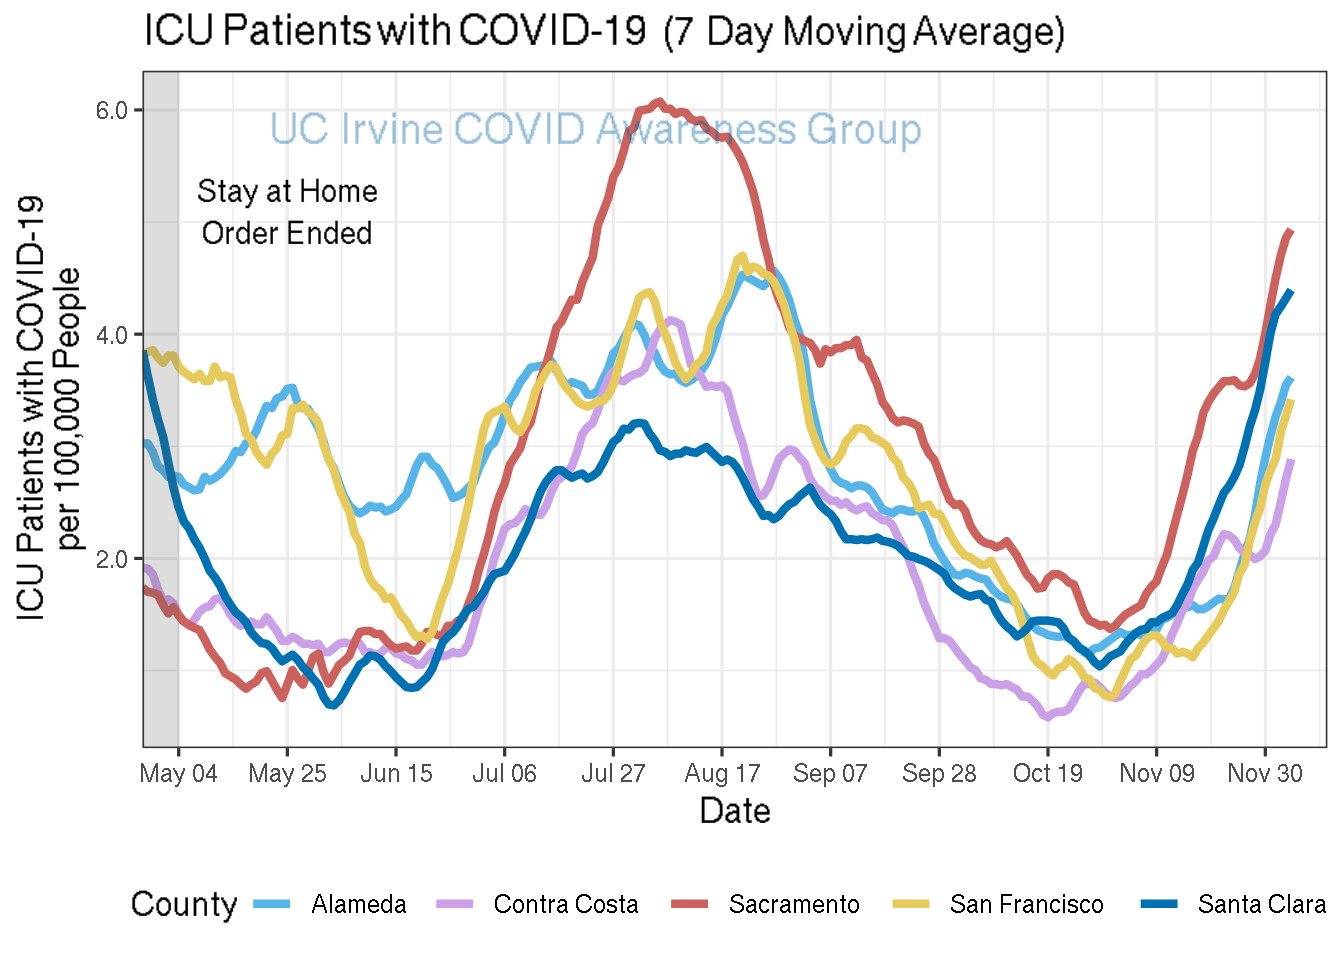 ICU Patients with COVID-19 (7 Day Moving Average)
UC Irvine COVID Awareness Group
Stay at Home
Order Ended
ICU Patients with COVID-19
per 100,000 People
6.0
4.0
2.0
May 04 May 25 Jun 15 Jul 06 Jul 27 Aug 17 Sep 07 Sep 28 Oct 19 Nov 09 Nov 30
Date
County Alameda Contra Costa Sacramento San Francisco Santa Clara